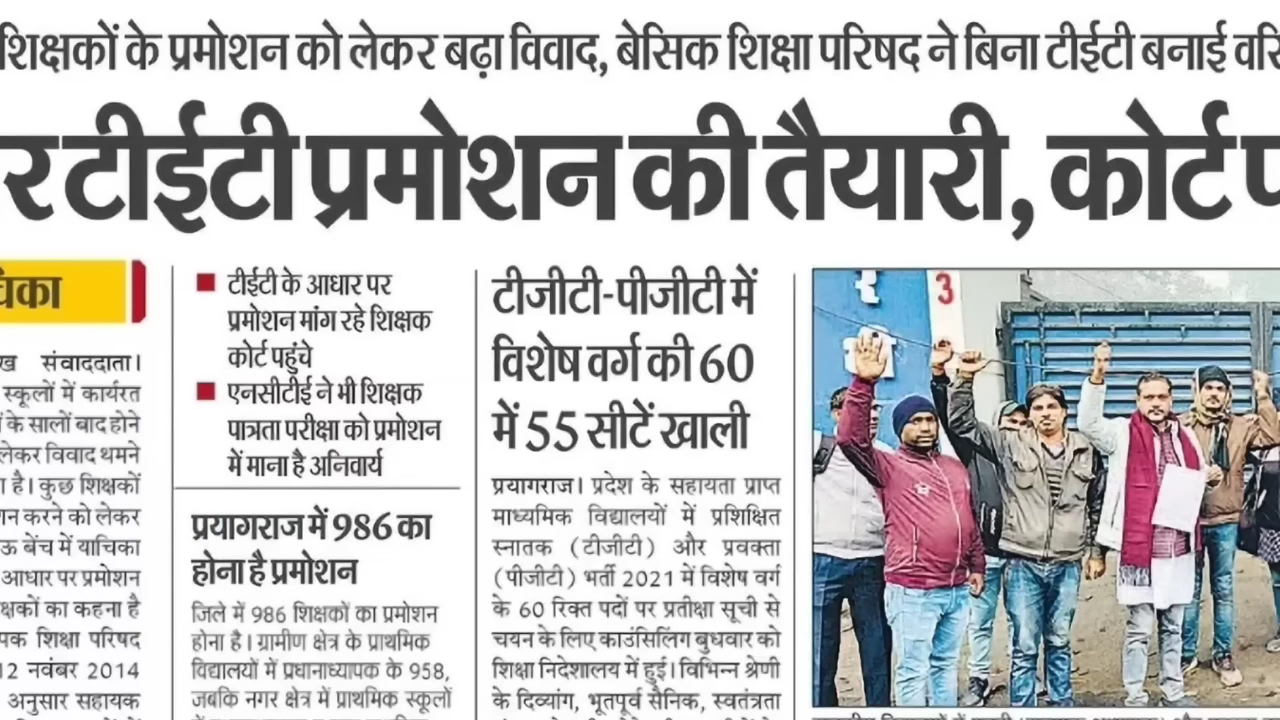 शिक्षकों के प्रमोशन को लेकर बढ़ा विवाद, बेसिक शिक्षा परिषद ने बिना टीईटी बनाई
टीईटी प्रमोशन की तैयारी, कोर्ट
टीईटी के आधार पर
प्रमोशन मांग रहे शिक्षक
कोर्ट पहुंचे
एनसीटीई ने भी शिक्षक
पात्रता परीक्षा को प्रमोशन
में माना है अनिवार्य
संवाददाता।
स्कूलों में कार्यरत
के सालों बाद होने
लेकर विवाद थमने
है। कुछ शिक्षकों
करने को लेकर
बेंच में याचिका
आधार पर प्रमोशन
का कहना है
शिक्षा परिषद
12 नवंबर 2014
अनुसार सहायक
प्रयागराज में 986 का
होना है प्रमोशन
जिले में 986 शिक्षकों का प्रमोशन
होना है। ग्रामीण क्षेत्र के प्राथमिक
विद्यालयों में प्रधानाध्यापक के 958,
जबकि नगर क्षेत्र में प्राथमिक स्कूलों
टीजीटी-पीजीटी में
विशेष वर्ग की 60
में 55 सीटें खाली
प्रयागराज। प्रदेश के सहायता प्राप्त
माध्यमिक विद्यालयों में प्रशिक्षित
स्नातक (टीजीटी) और प्रवक्ता
(पीजीटी) भर्ती 2021 में विशेष वर्ग
के 60 रिक्त पदों पर प्रतीक्षा सूची से
चयन के लिए काउंसिलिंग बुधवार को
शिक्षा निदेशालय में हुई। विभिन्न श्रेणी
के दिव्यांग, भूतपूर्व सैनिक, स्वतंत्रता
3